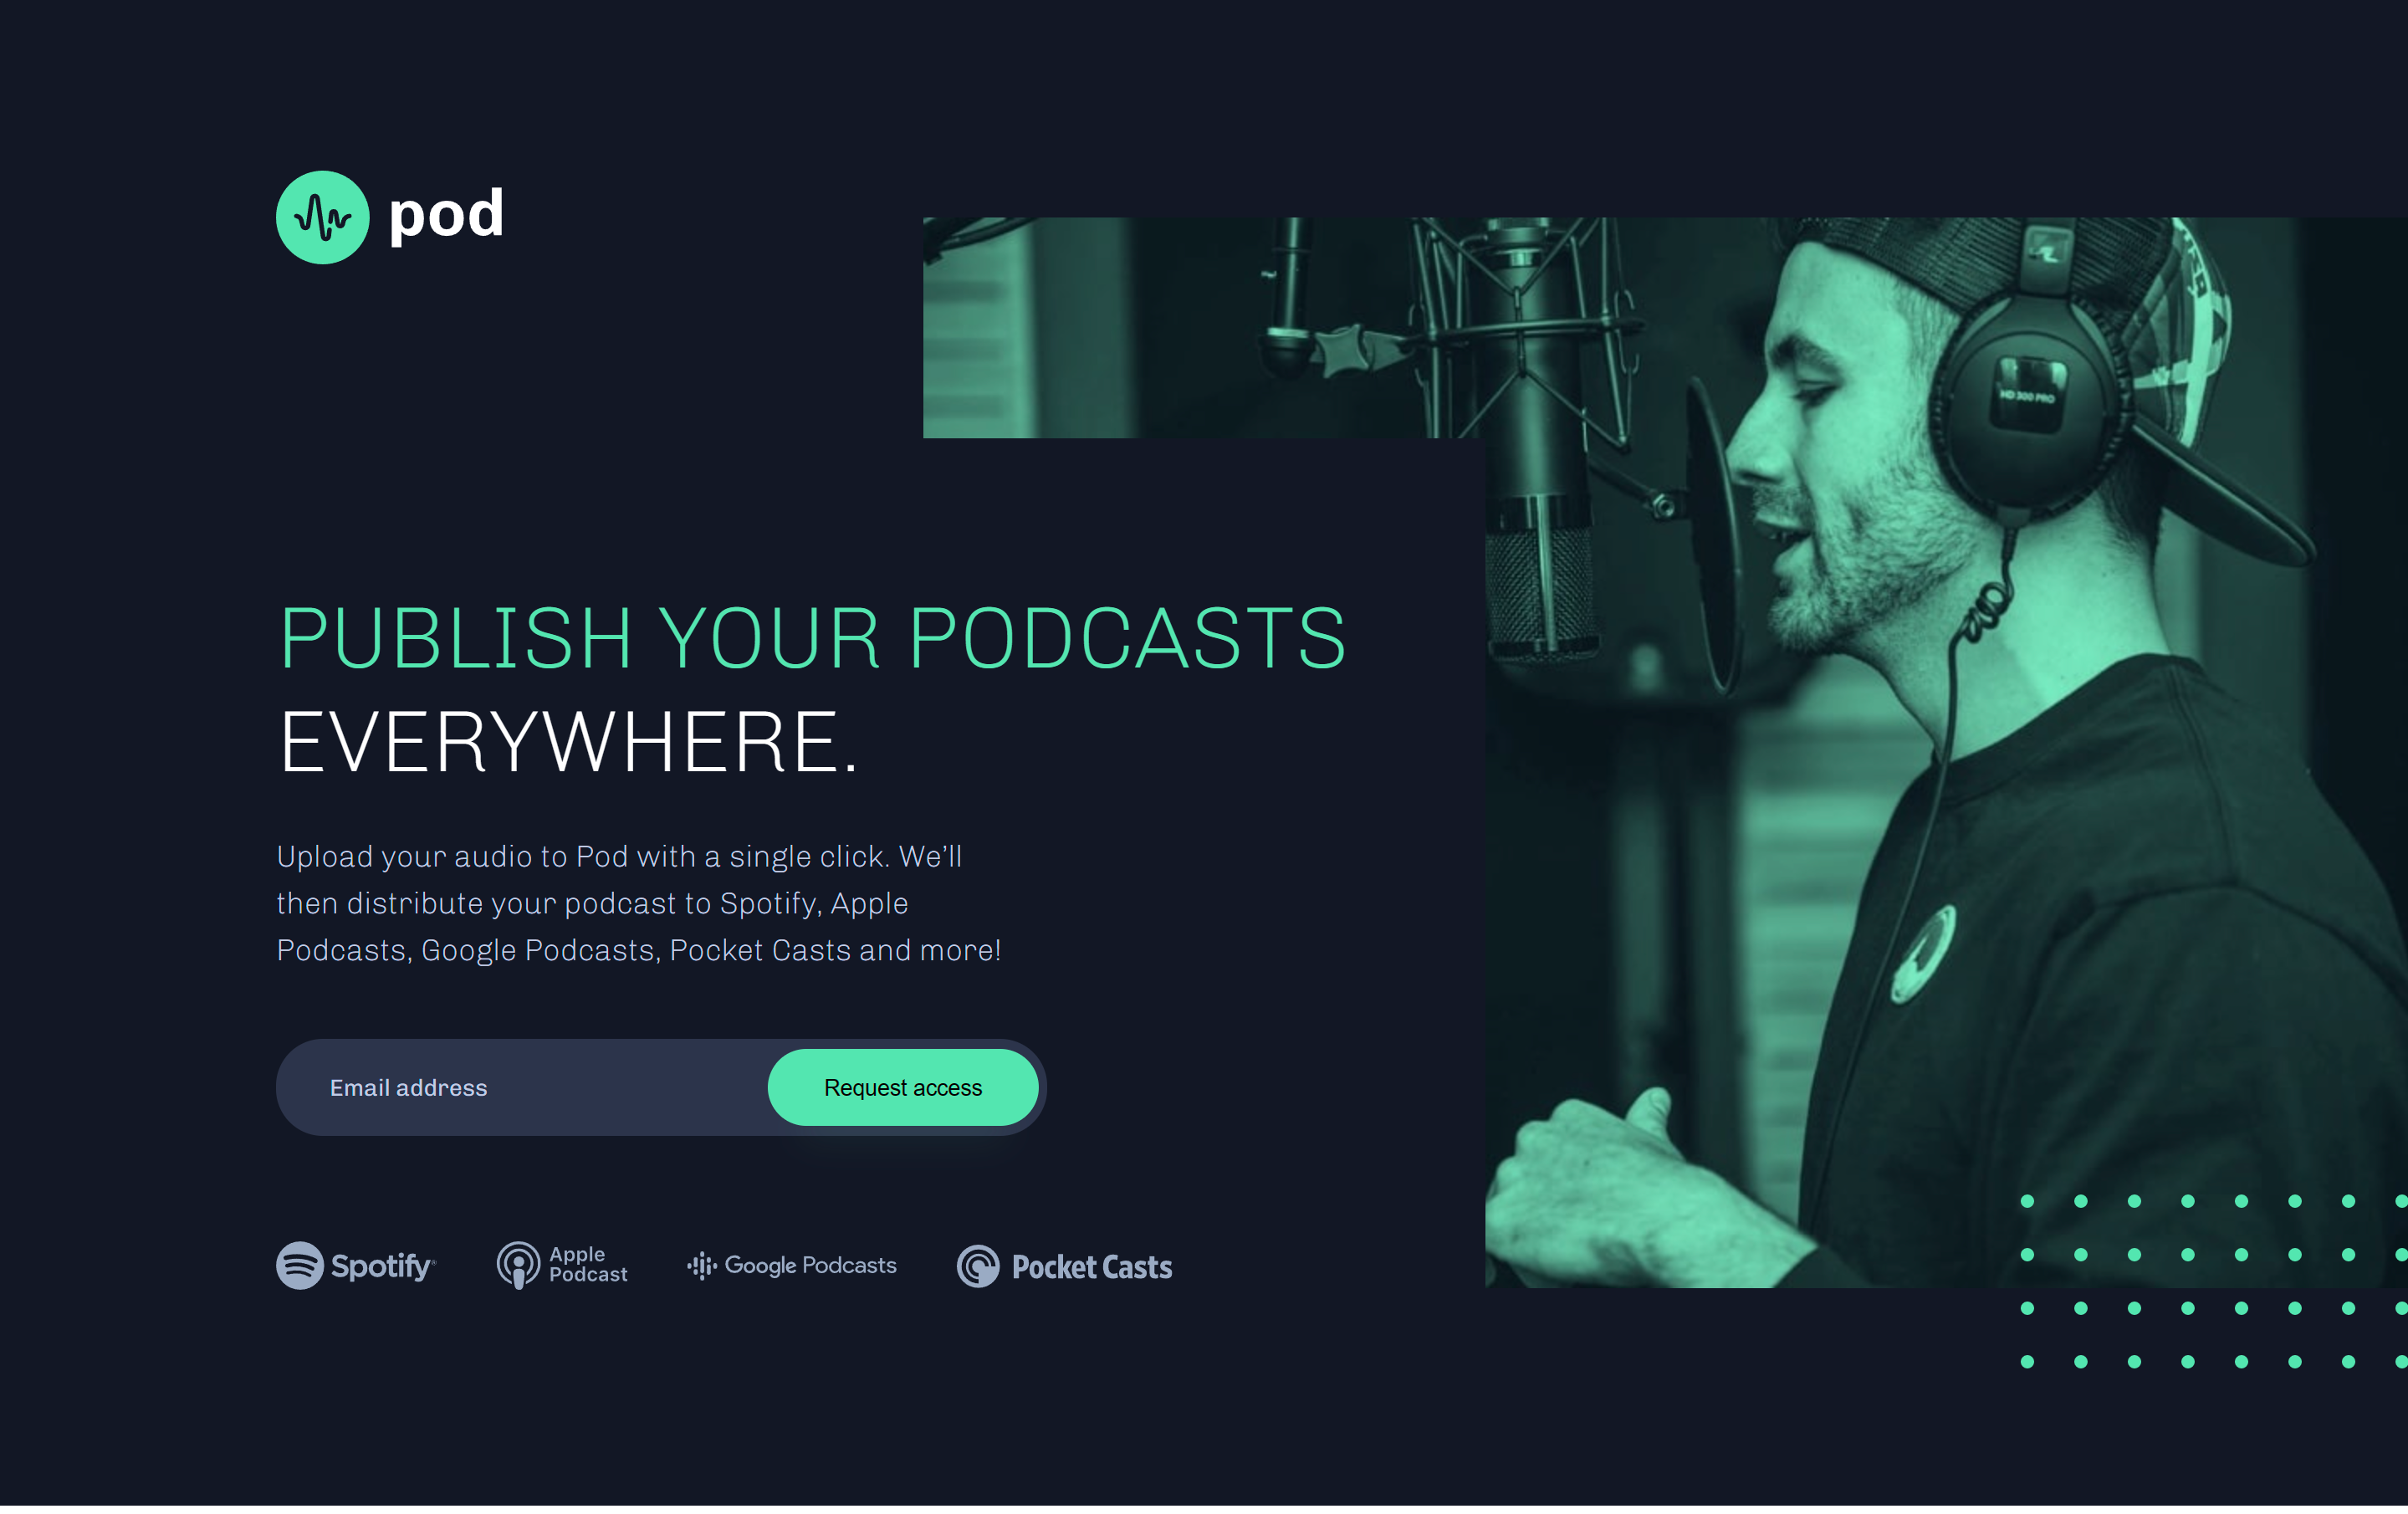 pod
HD 300 PRO
PUBLISH YOUR PODCASTS
EVERYWHERE.
Upload your audio to Pod with a single click. We’ll
then distribute your podcast to Spotify, Apple
Podcasts, Google Podcasts, Pocket Casts and more!
Email address
Request access
Spotify®
Apple
Podcast
Google Podcasts
Pocket Casts